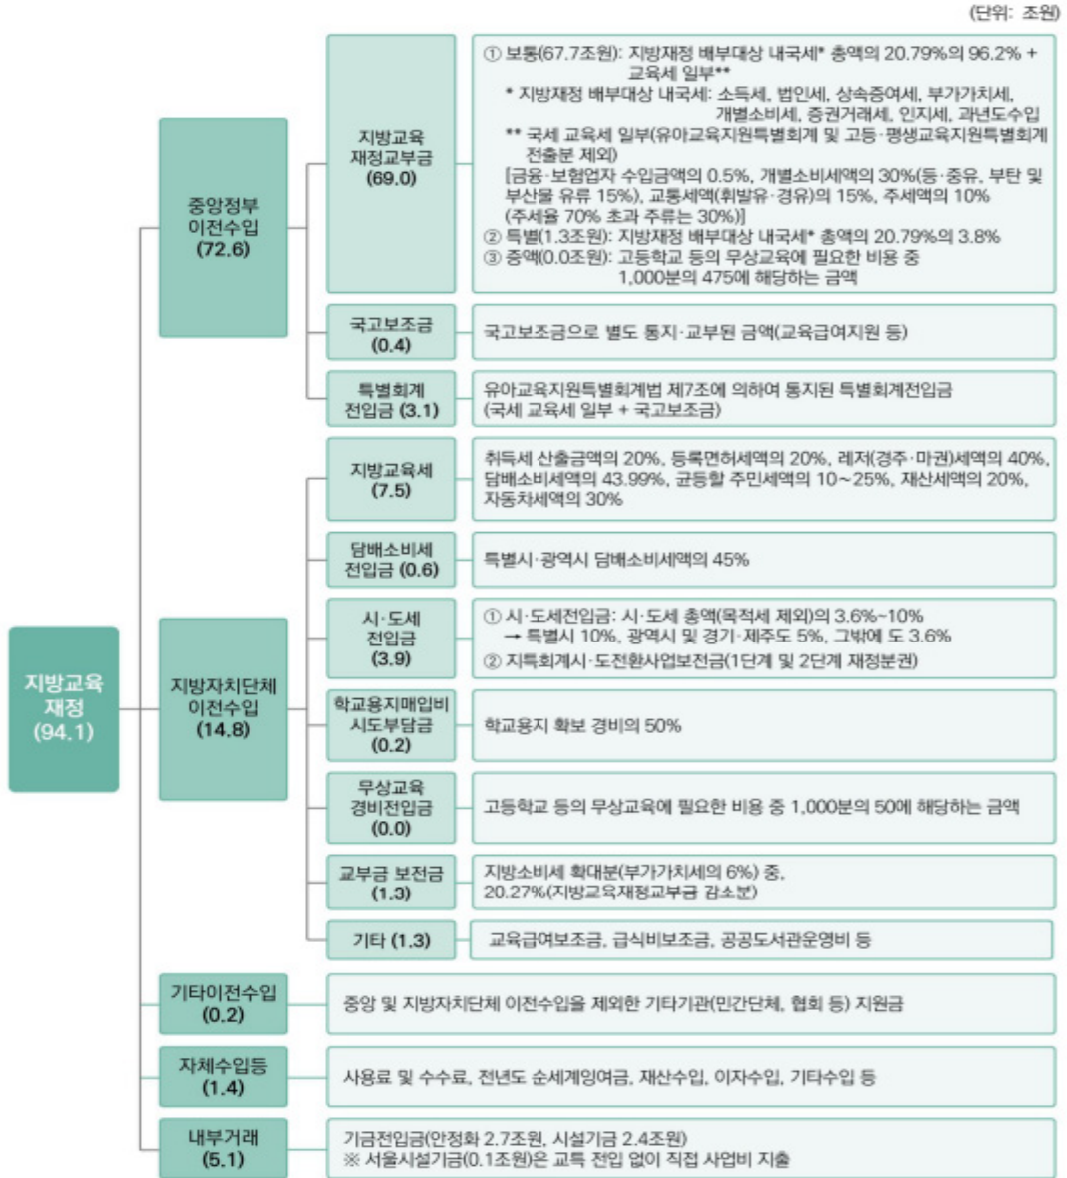 (단위: 조원)
지방교육
재정
(94.1)
중앙정부
이전수입
(72.6)
지방교육
재정교부금
(69.0)
① 보통(67.7조원): 지방재정 배부대상 내국세* 총액의 20.79%의 96.2% +
교육세 일부**
* 지방재정 배부대상 내국세: 소득세, 법인세, 상속증여세, 부가가치세,
개별소비세, 증권거래세, 인지세, 과년도수입
** 국세 교육세 일부(유아교육지원특별회계 및 고등·평생교육지원특별회계
전출분 제외)
[금융·보험업자 수입금액의 0.5%, 개별소비세액의 30%(등·중유, 부탄 및
부산물 유류 15%), 교통세액(휘발유·경유)의 15%, 주세액의 10%
(주세율 70% 초과 주류는 30%)]
② 특별(1.3조원): 지방재정 배부대상 내국세* 총액의 20.79%의 3.8%
③ 증액(0.0조원): 고등학교 등의 무상교육에 필요한 비용 중
1,000분의 475에 해당하는 금액
국고보조금
(0.4)
국고보조금으로 별도 통지·교부된 금액(교육급여지원 등)
특별회계
전입금 (3.1)
유아교육지원특별회계법 제7조에 의하여 통지된 특별회계전입금
(국세 교육세 일부 + 국고보조금)
지방자치단체
이전수입
(14.8)
지방교육세
(7.5)
취득세 산출금액의 20%, 등록면허세액의 20%, 레저(경주·마권)세액의 40%,
담배소비세액의 43.99%, 균등할 주민세액의 10~25%, 재산세액의 20%,
자동차세액의 30%
담배소비세
전입금 (0.6)
특별시·광역시 담배소비세액의 45%
시·도세
전입금
(3.9)
① 시·도세전입금: 시·도세 총액(목적세 제외)의 3.6%~10%
→ 특별시 10%, 광역시 및 경기·제주도 5%, 그밖에 도 3.6%
② 지특회계시·도전환사업보전금(1단계 및 2단계 재정분권)
학교용지매입비
시도부담금
(0.2)
학교용지 확보 경비의 50%
무상교육
경비전입금
(0.0)
고등학교 등의 무상교육에 필요한 비용 중 1,000분의 50에 해당하는 금액
교부금 보전금
(1.3)
지방소비세 확대분(부가가치세의 6%) 중,
20.27%(지방교육재정교부금 감소분)
기타 (1.3)
교육급여보조금, 급식비보조금, 공공도서관운영비 등
기타이전수입
(0.2)
중앙 및 지방자치단체 이전수입을 제외한 기타기관(민간단체, 협회 등) 지원금
자체수입등
(1.4)
사용료 및 수수료, 전년도 순세계잉여금, 재산수입, 이자수입, 기타수입 등
내부거래
(5.1)
기금전입금(안정화 2.7조원, 시설기금 2.4조원)
※ 서울시설기금(0.1조원)은 교특 전입 없이 직접 사업비 지출